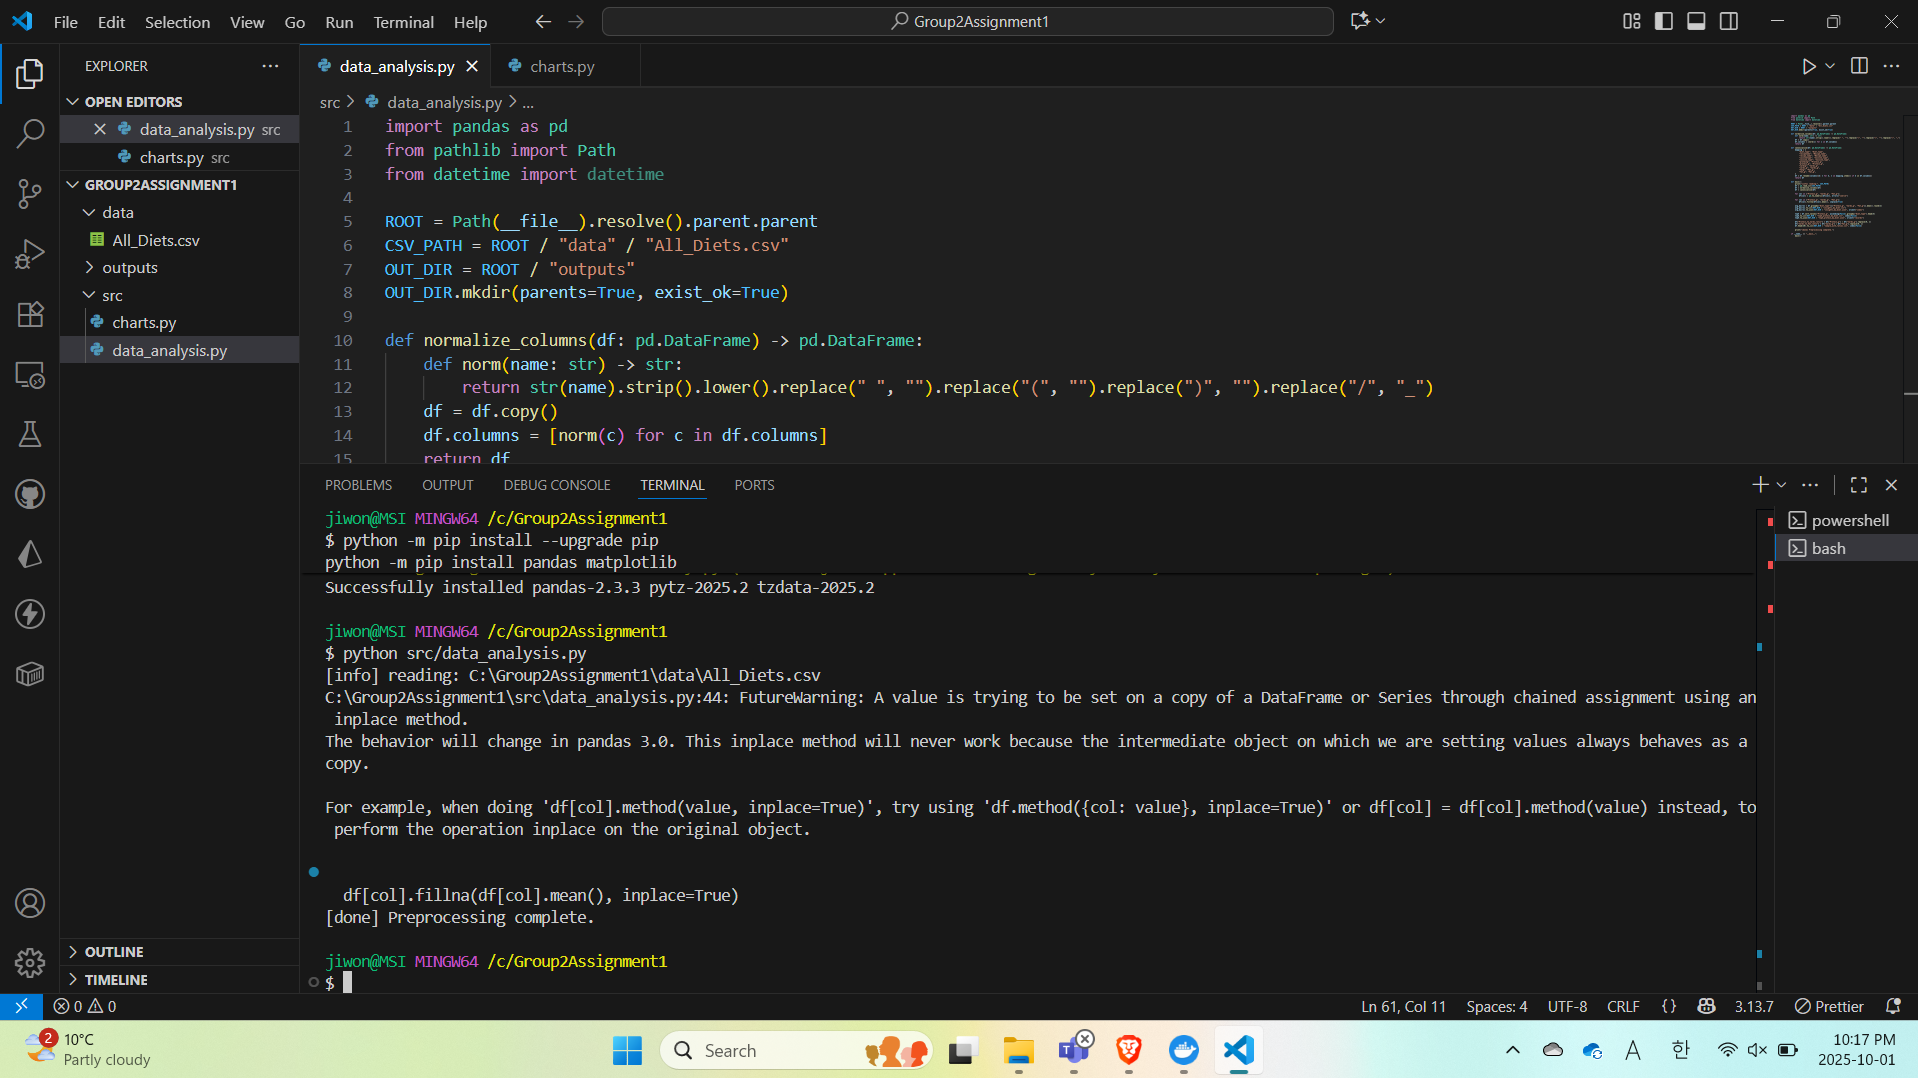 File Edit Selection View Go Run Terminal Help
Group2Assignment1
EXPLORER
OPEN EDITORS
data_analysis.py src
charts.py src
GROUP2ASSIGNMENT1
data
All_Diets.csv
outputs
src
charts.py
data_analysis.py
OUTLINE
TIMELINE
data_analysis.py charts.py
src > data_analysis.py > ...
1 import pandas as pd
2 from pathlib import Path
3 from datetime import datetime
4
5 ROOT = Path(__file__).resolve().parent.parent
6 CSV_PATH = ROOT / "data" / "All_Diets.csv"
7 OUT_DIR = ROOT / "outputs"
8 OUT_DIR.mkdir(parents=True, exist_ok=True)
9
10 def normalize_columns(df: pd.DataFrame) -> pd.DataFrame:
11 def norm(name: str) -> str:
12 return str(name).strip().lower().replace(" ", "").replace("(", "").replace(")", "").replace("/", "_")
13 df = df.copy()
14 df.columns = [norm(c) for c in df.columns]
15 return df
PROBLEMS OUTPUT DEBUG CONSOLE TERMINAL PORTS
powershell
bash
jiwon@MSI MINGW64 /c/Group2Assignment1
$ python -m pip install --upgrade pip
python -m pip install pandas matplotlib
Successfully installed pandas-2.3.3 pytz-2025.2 tzdata-2025.2
jiwon@MSI MINGW64 /c/Group2Assignment1
$ python src/data_analysis.py
[info] reading: C:\Group2Assignment1\data\All_Diets.csv
C:\Group2Assignment1\src\data_analysis.py:44: FutureWarning: A value is trying to be set on a copy of a DataFrame or Series through chained assignment using an
inplace method.
The behavior will change in pandas 3.0. This inplace method will never work because the intermediate object on which we are setting values always behaves as a
copy.
For example, when doing 'df[col].method(value, inplace=True)', try using 'df.method({col: value}, inplace=True)' or df[col] = df[col].method(value) instead, to
perform the operation inplace on the original object.
df[col].fillna(df[col].mean(), inplace=True)
[done] Preprocessing complete.
jiwon@MSI MINGW64 /c/Group2Assignment1
$
0 0
Ln 61, Col 11 Spaces: 4 UTF-8 CRLF {} 3.13.7 Prettier
2
10°C
Partly cloudy
Search
A 한
10:17 PM
2025-10-01